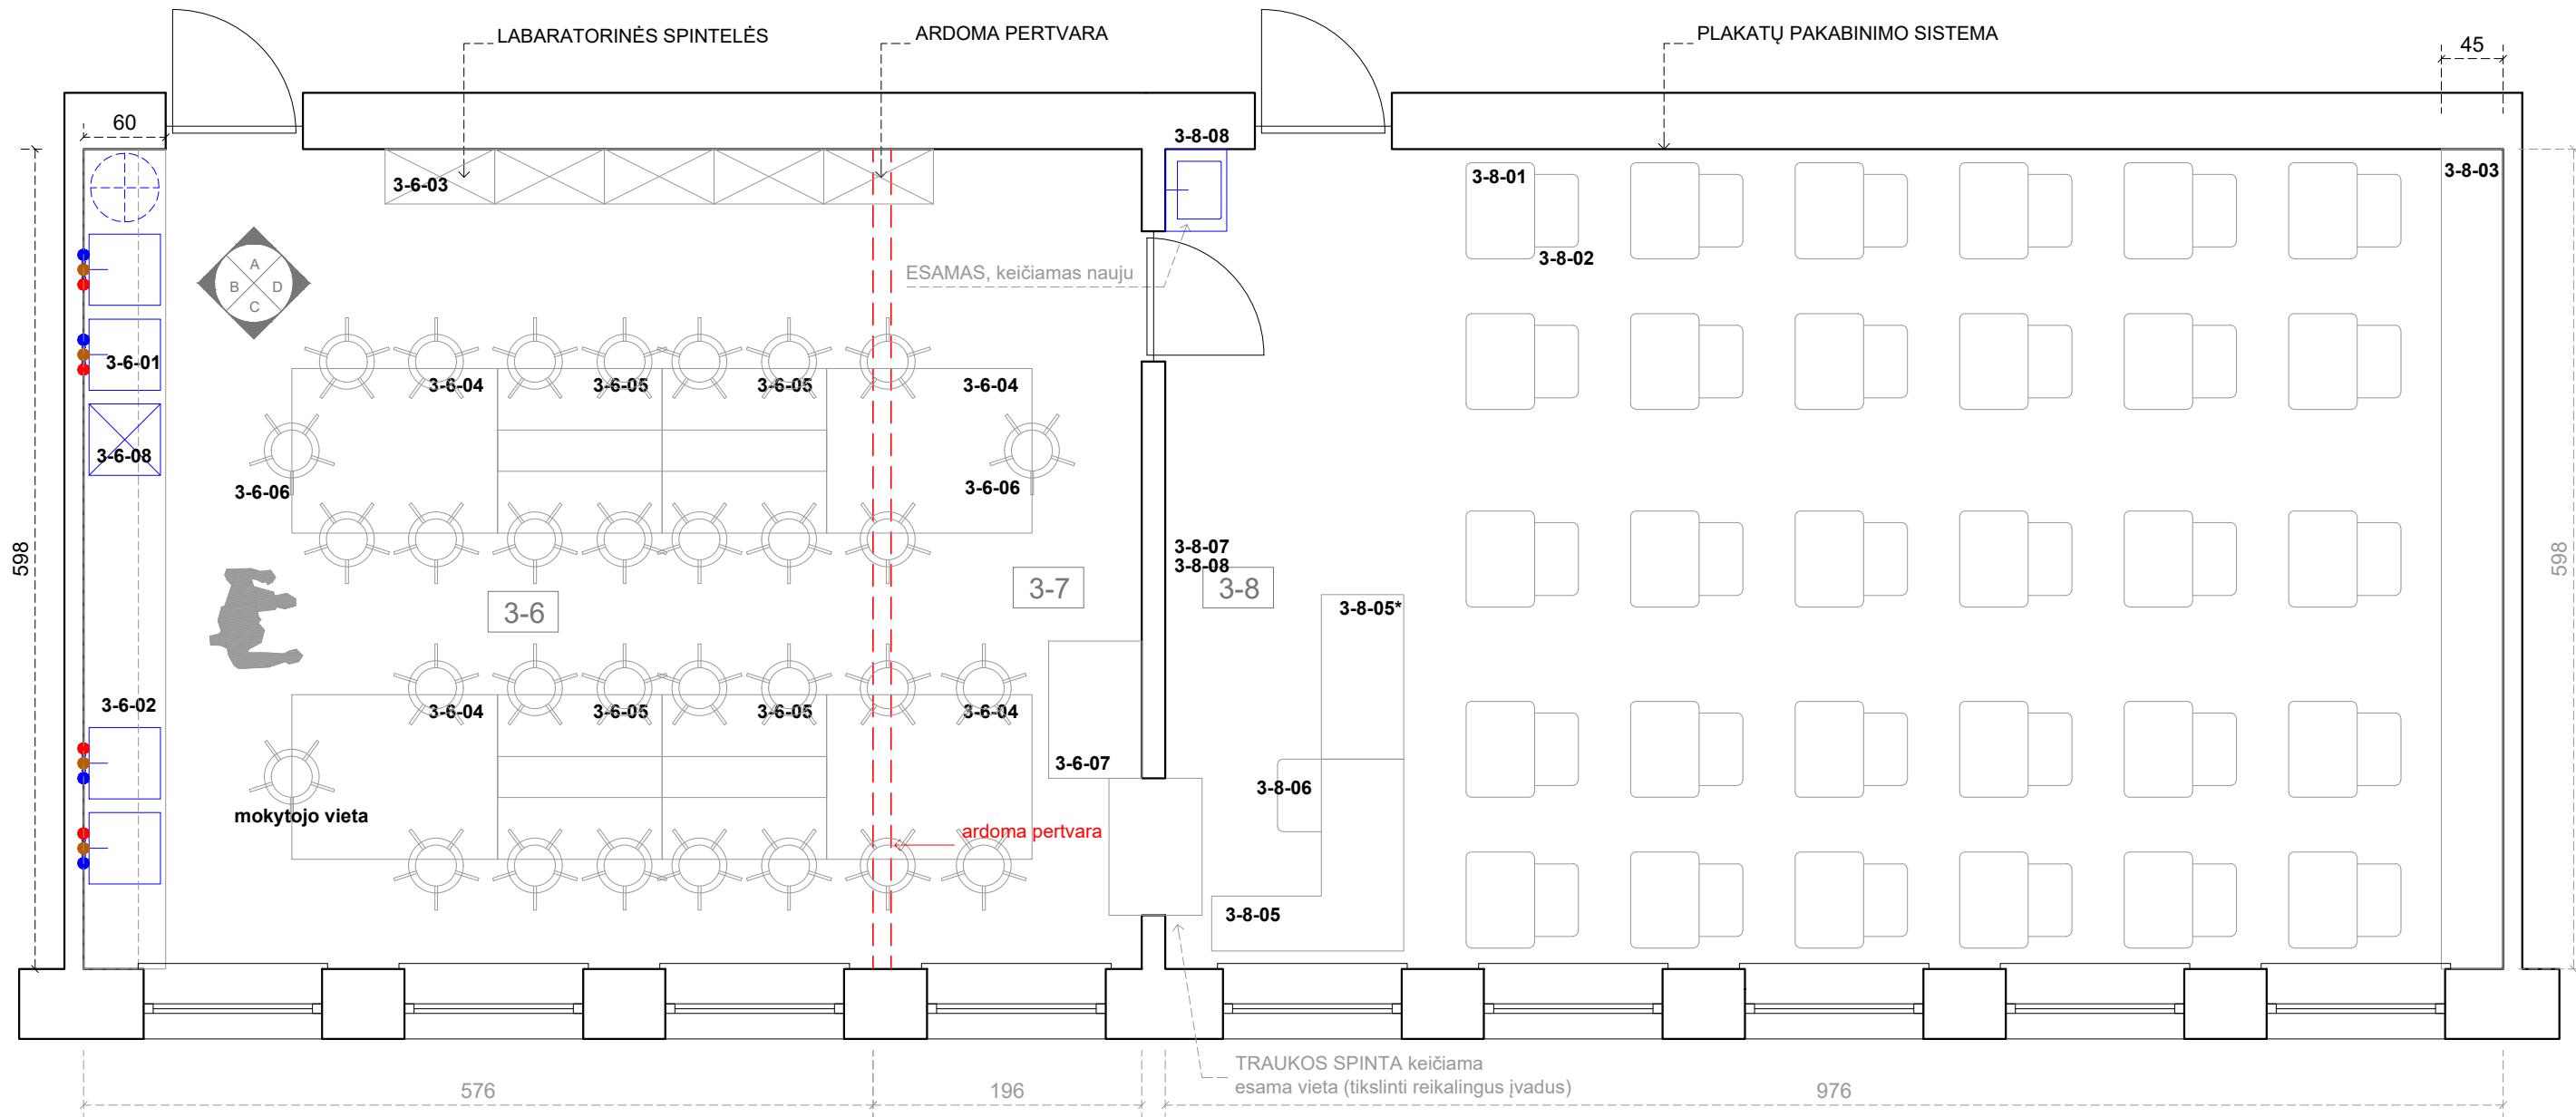 LABARATORINĖS SPINTELĖS
ARDOMA PERTVARA
PLAKATŲ PAKABINIMO SISTEMA
45
60
3-8-08
3-6-03
3-8-01
3-8-03
3-8-02
A
B
D
C
ESAMAS, keičiamas nauju
3-6-01
3-6-04
3-6-05
3-6-05
3-6-04
3-6-08
3-6-06
3-6-06
598
3-8-07
3-8-08
598
3-6
3-7
3-8
3-8-05*
3-6-02
3-6-04
3-6-05
3-6-05
3-6-04
3-6-07
3-8-06
mokytojo vieta
ardoma pertvara
3-8-05
TRAUKOS SPINTA keičiama
esama vieta (tikslinti reikalingus įvadus)
576
196
976